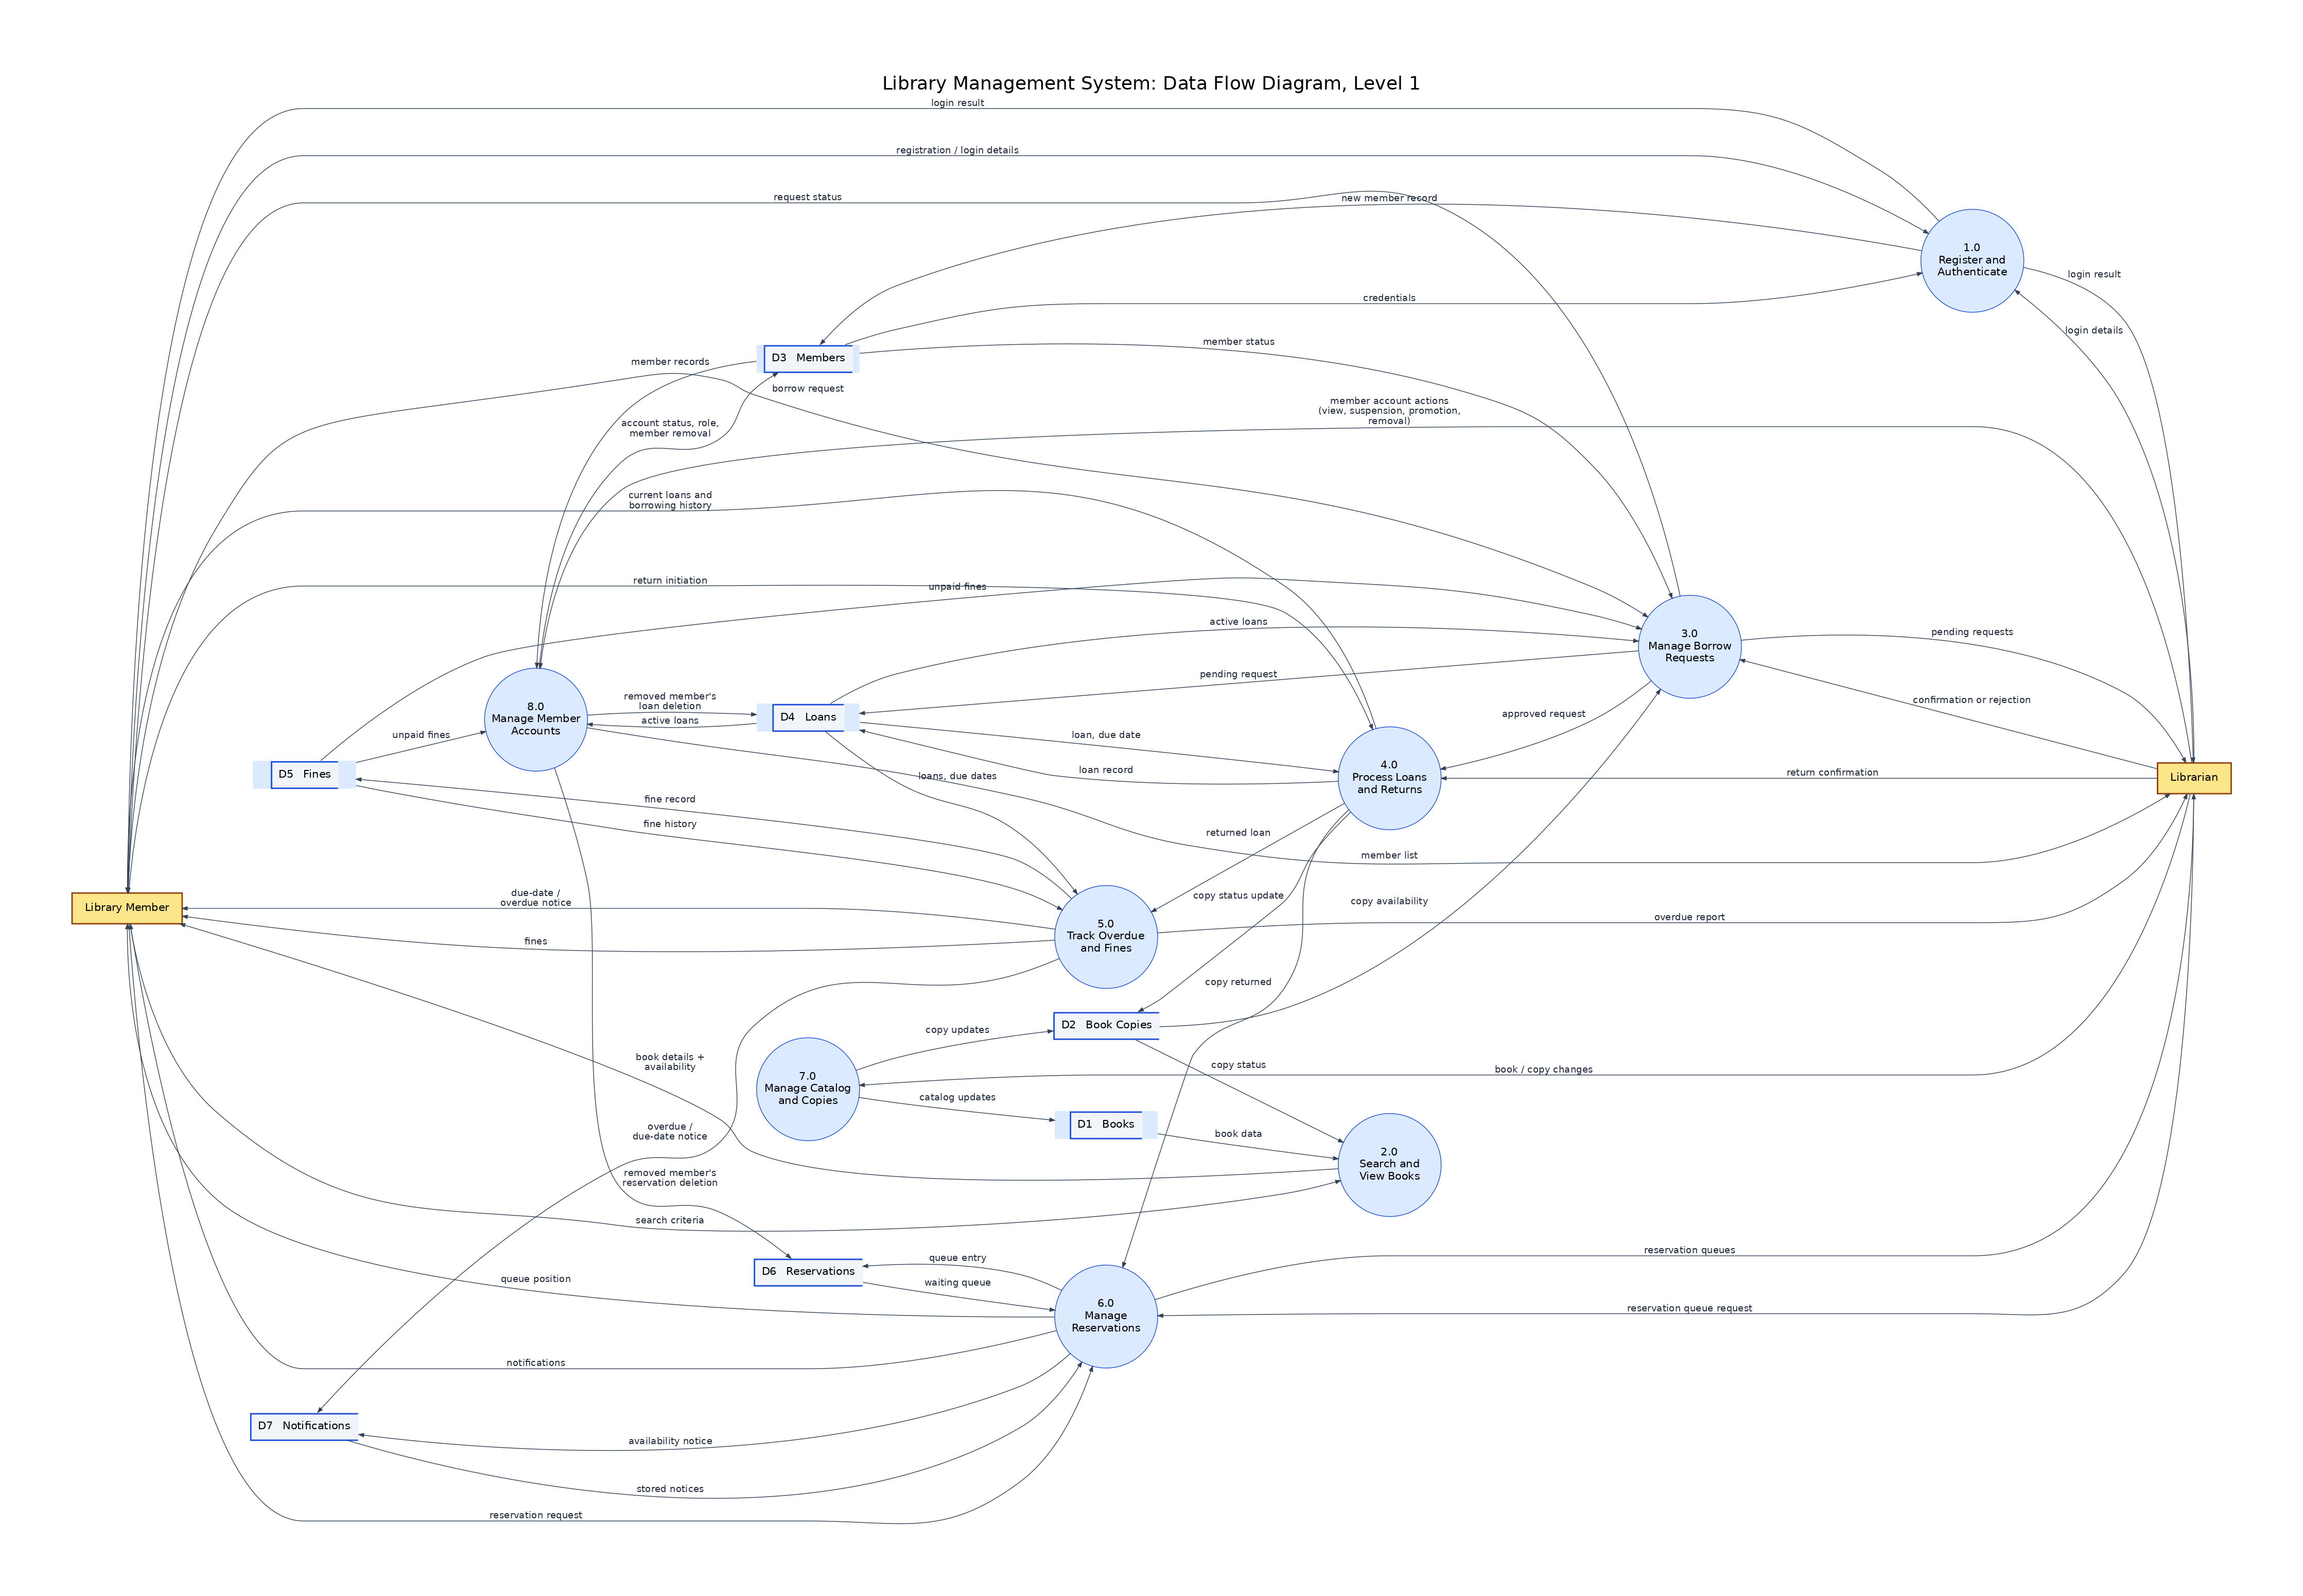 Library Management System: Data Flow Diagram, Level 1
login result
registration / login details
request status
new member record
1.0
Register and
Authenticate
login result
credentials
login details
D3 Members
member status
member records
borrow request
member account actions
(view, suspension, promotion,
removal)
account status, role,
member removal
current loans and
borrowing history
return initiation
unpaid fines
active loans
3.0
Manage Borrow
Requests
pending requests
pending request
confirmation or rejection
8.0
Manage Member
Accounts
removed member's
loan deletion
active loans
D4 Loans
approved request
unpaid fines
loan, due date
D5 Fines
loans, due dates
loan record
4.0
Process Loans
and Returns
return confirmation
Librarian
fine record
fine history
returned loan
member list
Library Member
due-date /
overdue notice
copy status update
copy availability
5.0
Track Overdue
and Fines
overdue report
fines
copy returned
D2 Book Copies
copy updates
book details +
availability
7.0
Manage Catalog
and Copies
copy status
book / copy changes
catalog updates
D1 Books
overdue /
due-date notice
book data
2.0
Search and
View Books
removed member's
reservation deletion
search criteria
queue entry
reservation queues
D6 Reservations
queue position
waiting queue
6.0
Manage
Reservations
reservation queue request
notifications
D7 Notifications
availability notice
stored notices
reservation request